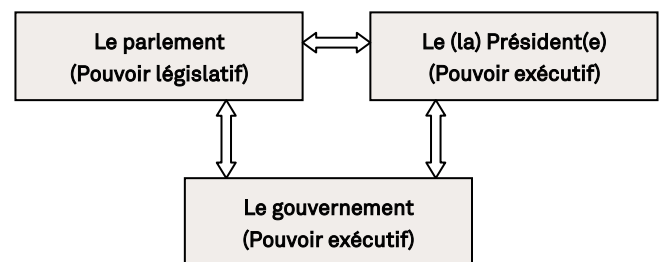 Le parlement
(Pouvoir législatif)
Le (la) Président(e)
(Pouvoir exécutif)
Le gouvernement
(Pouvoir exécutif)